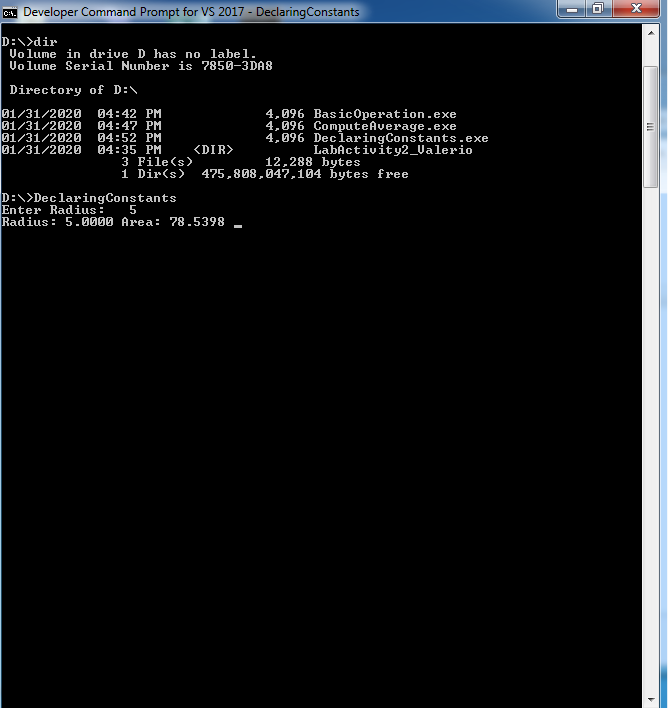 Developer Command Prompt for VS 2017 - DeclaringConstants
D:\>dir
 Volume in drive D has no label.
 Volume Serial Number is 7850-3DA8
 Directory of D:\
01/31/2020  04:42 PM             4,096 BasicOperation.exe
01/31/2020  04:47 PM             4,096 ComputeAverage.exe
01/31/2020  04:52 PM             4,096 DeclaringConstants.exe
01/31/2020  04:35 PM    <DIR>          LabActivity2_Valerio
               3 File(s)         12,288 bytes
               1 Dir(s)  475,808,047,104 bytes free
D:\>DeclaringConstants
Enter Radius:   5
Radius: 5.0000 Area: 78.5398 _